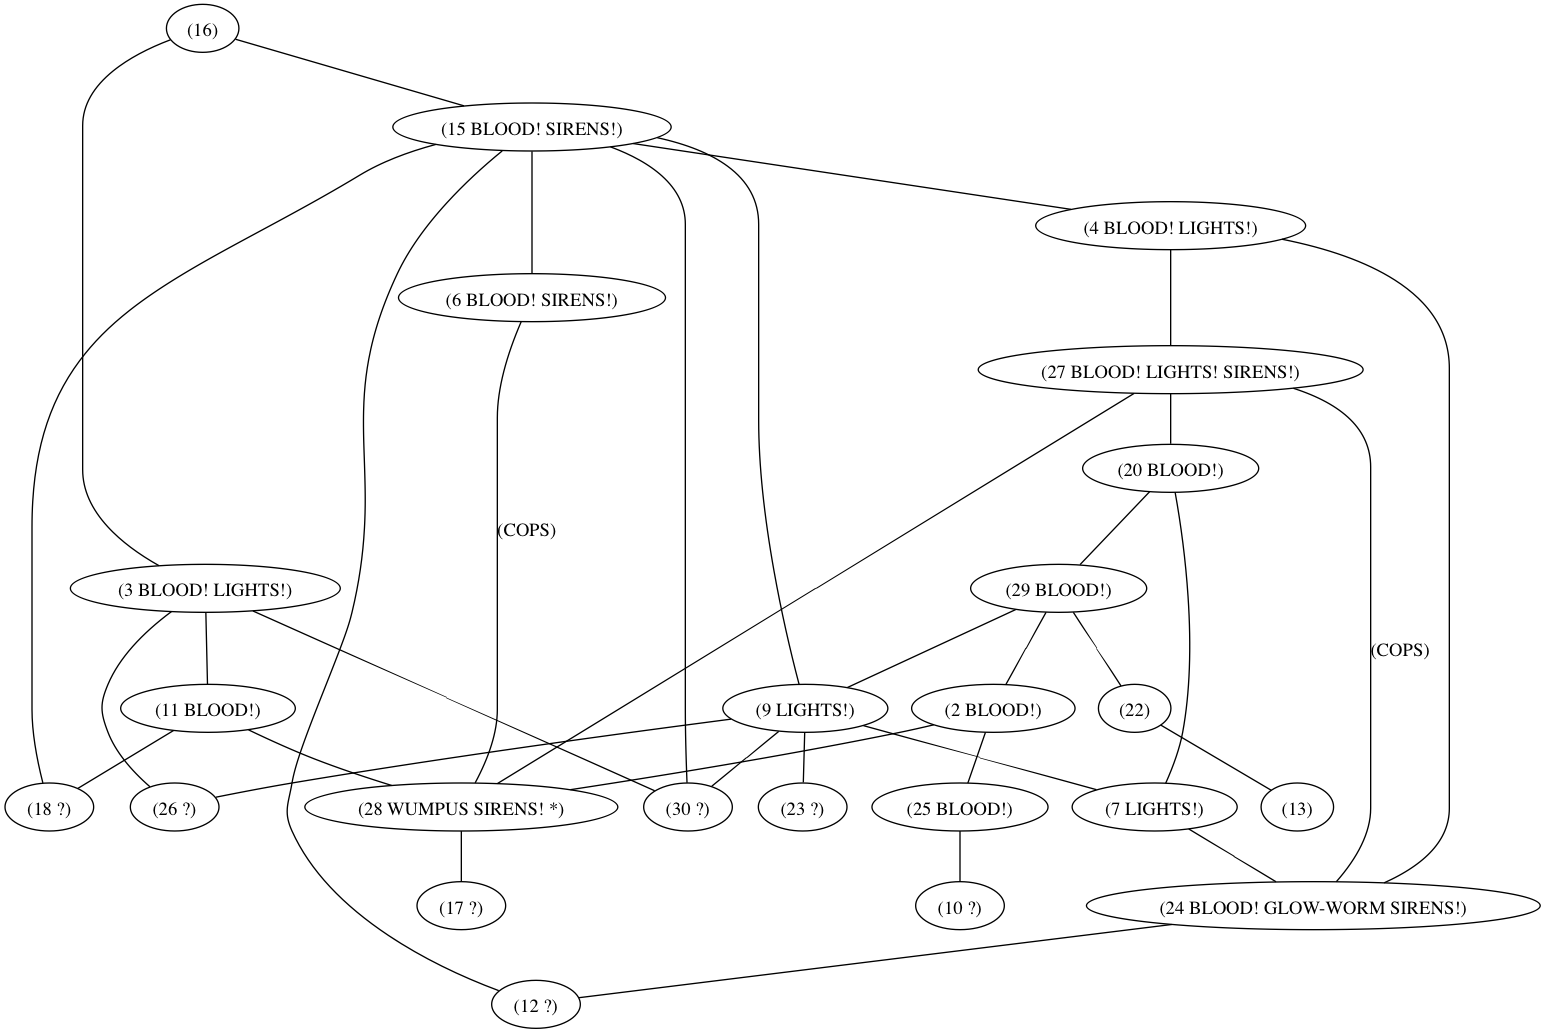 (16)
(15 BLOOD! SIRENS!)
(4 BLOOD! LIGHTS!)
(6 BLOOD! SIRENS!)
(27 BLOOD! LIGHTS! SIRENS!)
(20 BLOOD!)
(COPS)
(3 BLOOD! LIGHTS!)
(29 BLOOD!)
(COPS)
(11 BLOOD!)
(9 LIGHTS!)
(2 BLOOD!)
(22)
(18 ?)
(26 ?)
(28 WUMPUS SIRENS! *)
(30 ?)
(23 ?)
(25 BLOOD!)
(7 LIGHTS!)
(13)
(17 ?)
(10 ?)
(24 BLOOD! GLOW-WORM SIRENS!)
(12 ?)